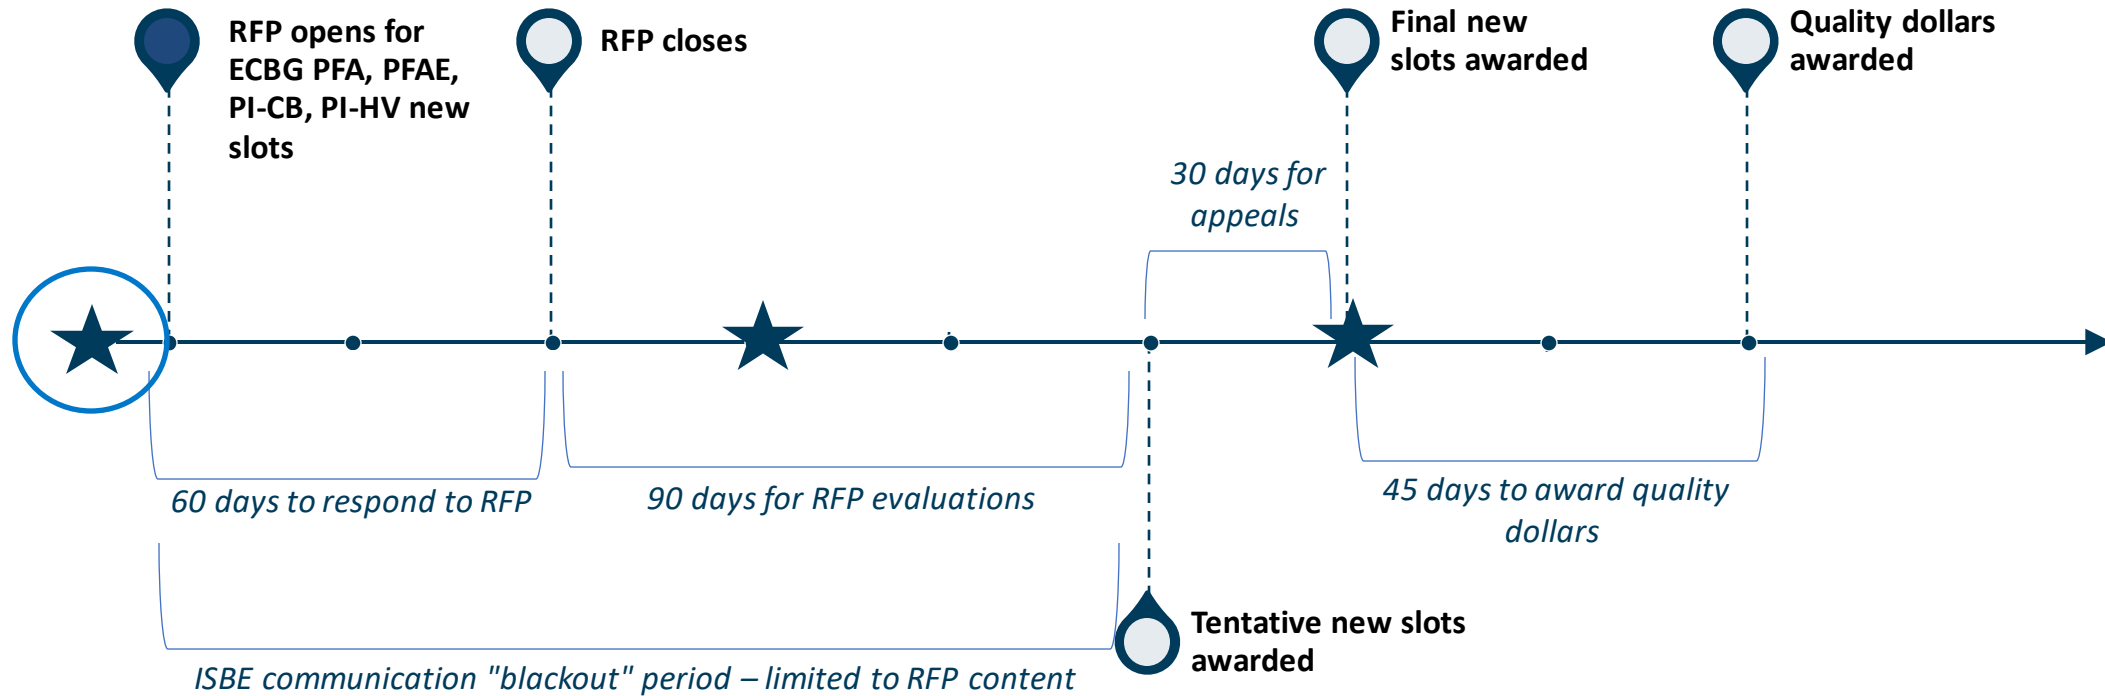 RFP opens for
ECBG PFA, PFAE,
PI-CB, PI-HV new
slots
RFP closes
Final new
slots awarded
Quality dollars
awarded
30 days for
appeals
60 days to respond to RFP
90 days for RFP evaluations
45 days to award quality
dollars
Tentative new slots
awarded
ISBE communication "blackout" period – limited to RFP content